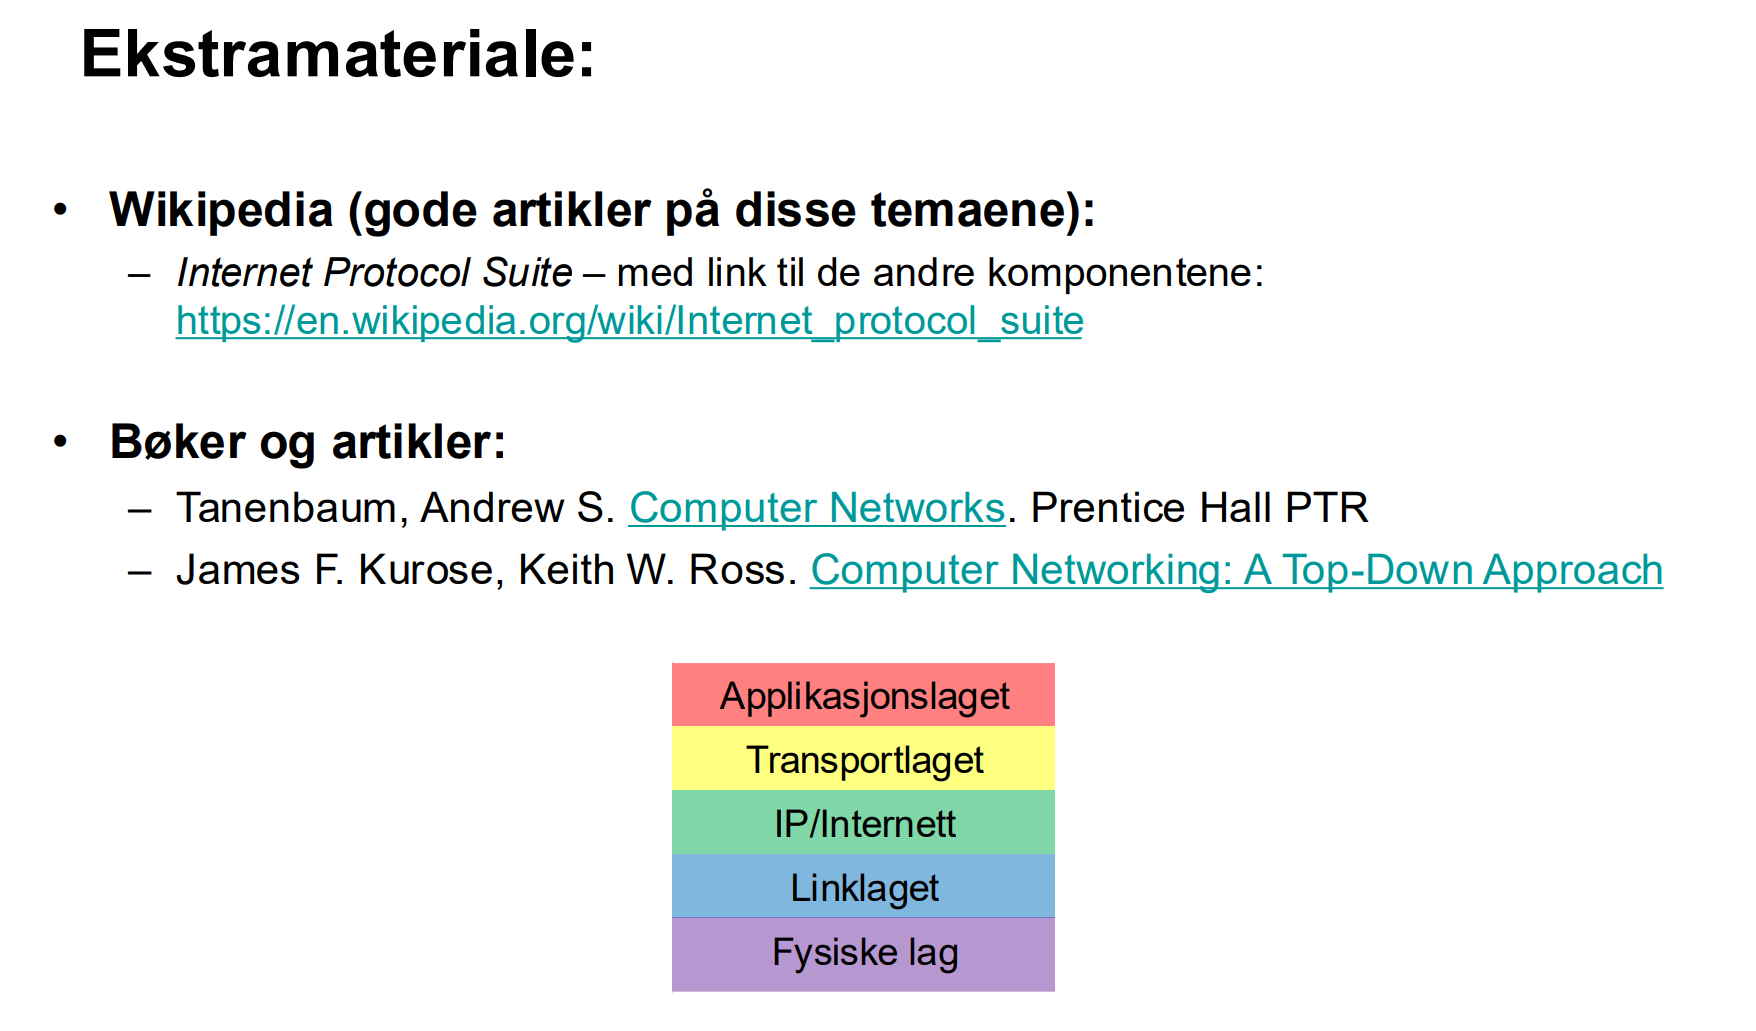 Ekstramateriale:
• Wikipedia (gode artikler på disse temaene):
– Internet Protocol Suite – med link til de andre komponentene:
https://en.wikipedia.org/wiki/Internet_protocol_suite
• Bøker og artikler:
– Tanenbaum, Andrew S. Computer Networks. Prentice Hall PTR
– James F. Kurose, Keith W. Ross. Computer Networking: A Top-Down Approach
Applikasjonslaget
Transportlaget
IP/Internett
Linklaget
Fysiske lag